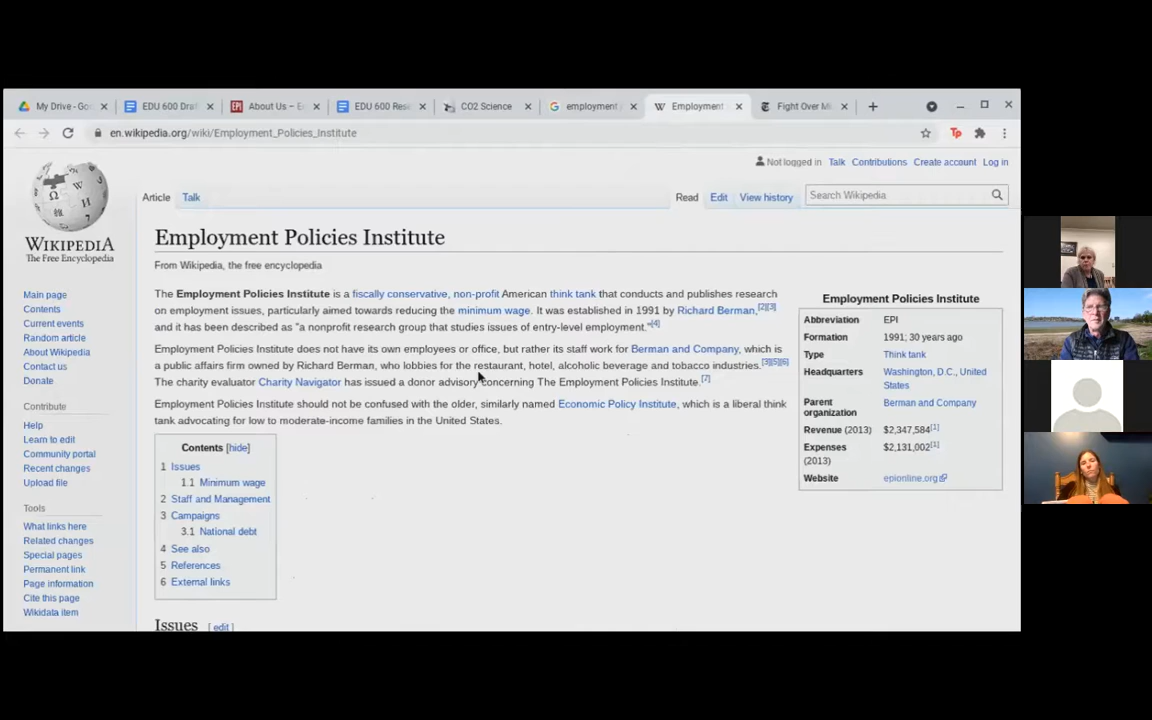 My Drive - Goo
EDU 600 Draf
About Us – E
EDU 600 Res
CO2 Science
employment
Employment
Fight Over Mi
en.wikipedia.org/wiki/Employment_Policies_Institute
Not logged in Talk Contributions Create account Log in
Article Talk Read Edit View history Search Wikipedia
WIKIPEDIA
The Free Encyclopedia
Main page
Contents
Current events
Random article
About Wikipedia
Contact us
Donate
Contribute
Help
Learn to edit
Community portal
Recent changes
Upload file
Tools
What links here
Related changes
Special pages
Permanent link
Page information
Cite this page
Wikidata item
Employment Policies Institute
From Wikipedia, the free encyclopedia
The Employment Policies Institute is a fiscally conservative, non-profit American think tank that conducts and publishes research
on employment issues, particularly aimed towards reducing the minimum wage. It was established in 1991 by Richard Berman,[2][3]
and it has been described as "a nonprofit research group that studies issues of entry-level employment."[4]
Employment Policies Institute does not have its own employees or office, but rather its staff work for Berman and Company, which is
a public affairs firm owned by Richard Berman, who lobbies for the restaurant, hotel, alcoholic beverage and tobacco industries.[3][5][6]
The charity evaluator Charity Navigator has issued a donor advisory concerning The Employment Policies Institute.[7]
Employment Policies Institute should not be confused with the older, similarly named Economic Policy Institute, which is a liberal think
tank advocating for low to moderate-income families in the United States.
Contents [hide]
1 Issues
1.1 Minimum wage
2 Staff and Management
3 Campaigns
3.1 National debt
4 See also
5 References
6 External links
Issues [ edit ]
Employment Policies Institute
Abbreviation EPI
Formation 1991; 30 years ago
Type Think tank
Headquarters Washington, D.C., United
States
Parent
organization Berman and Company
Revenue (2013) $2,347,584[1]
Expenses $2,131,002[1]
(2013)
Website epionline.org